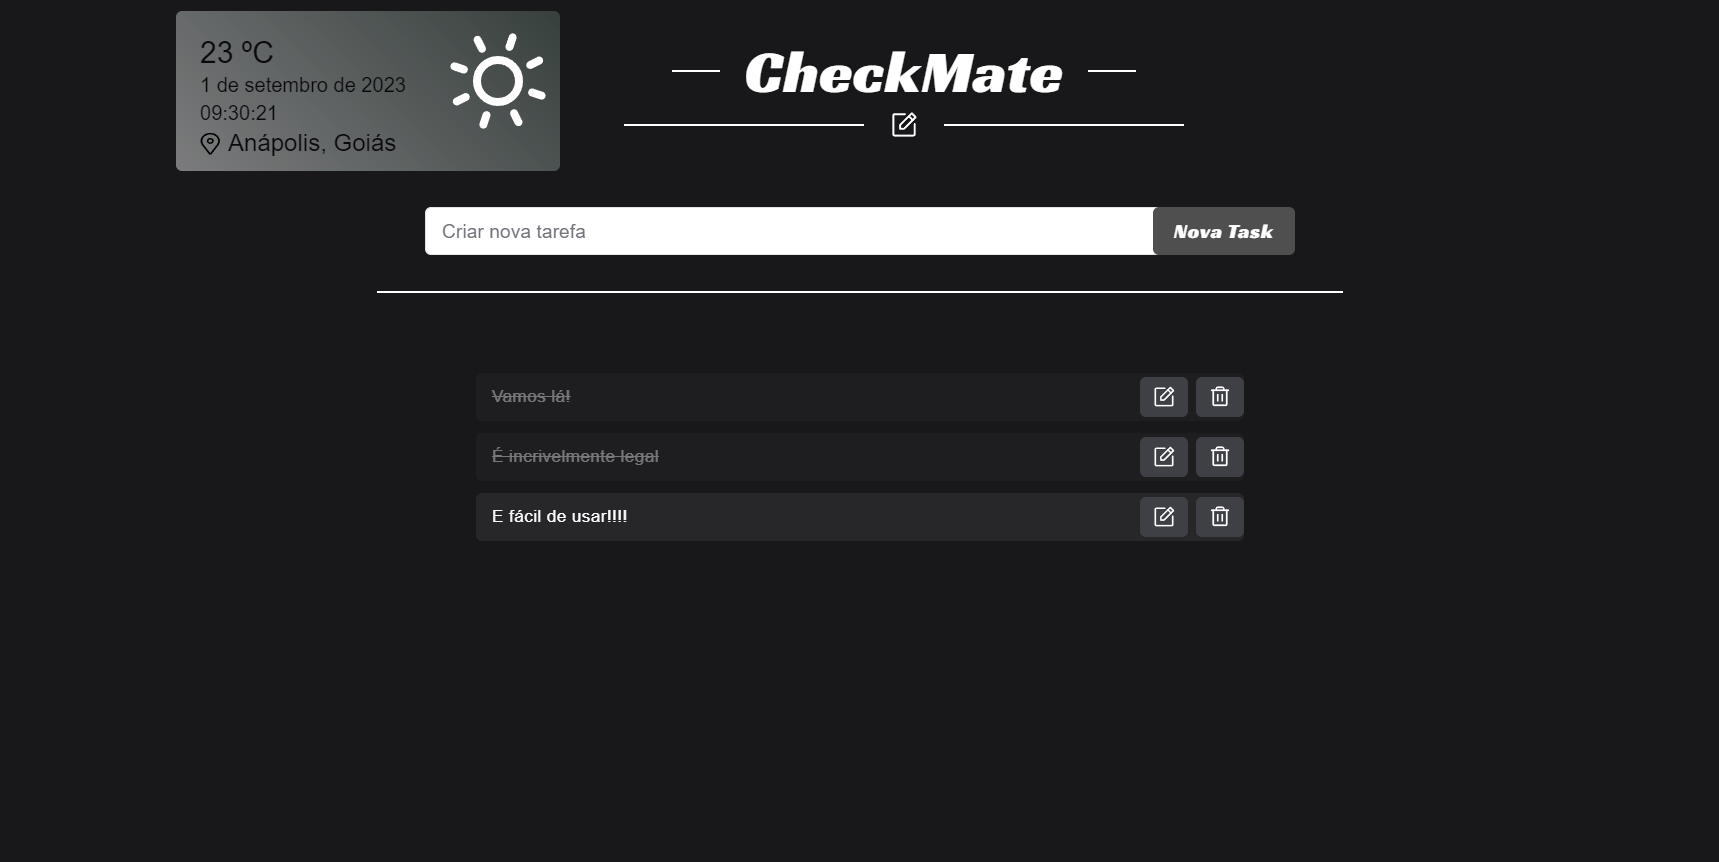 23 ºC
1 de setembro de 2023
09:30:21
Anápolis, Goiás
CheckMate
Criar nova tarefa
Nova Task
Vamos lá!
É incrivelmente legal
E fácil de usar!!!!